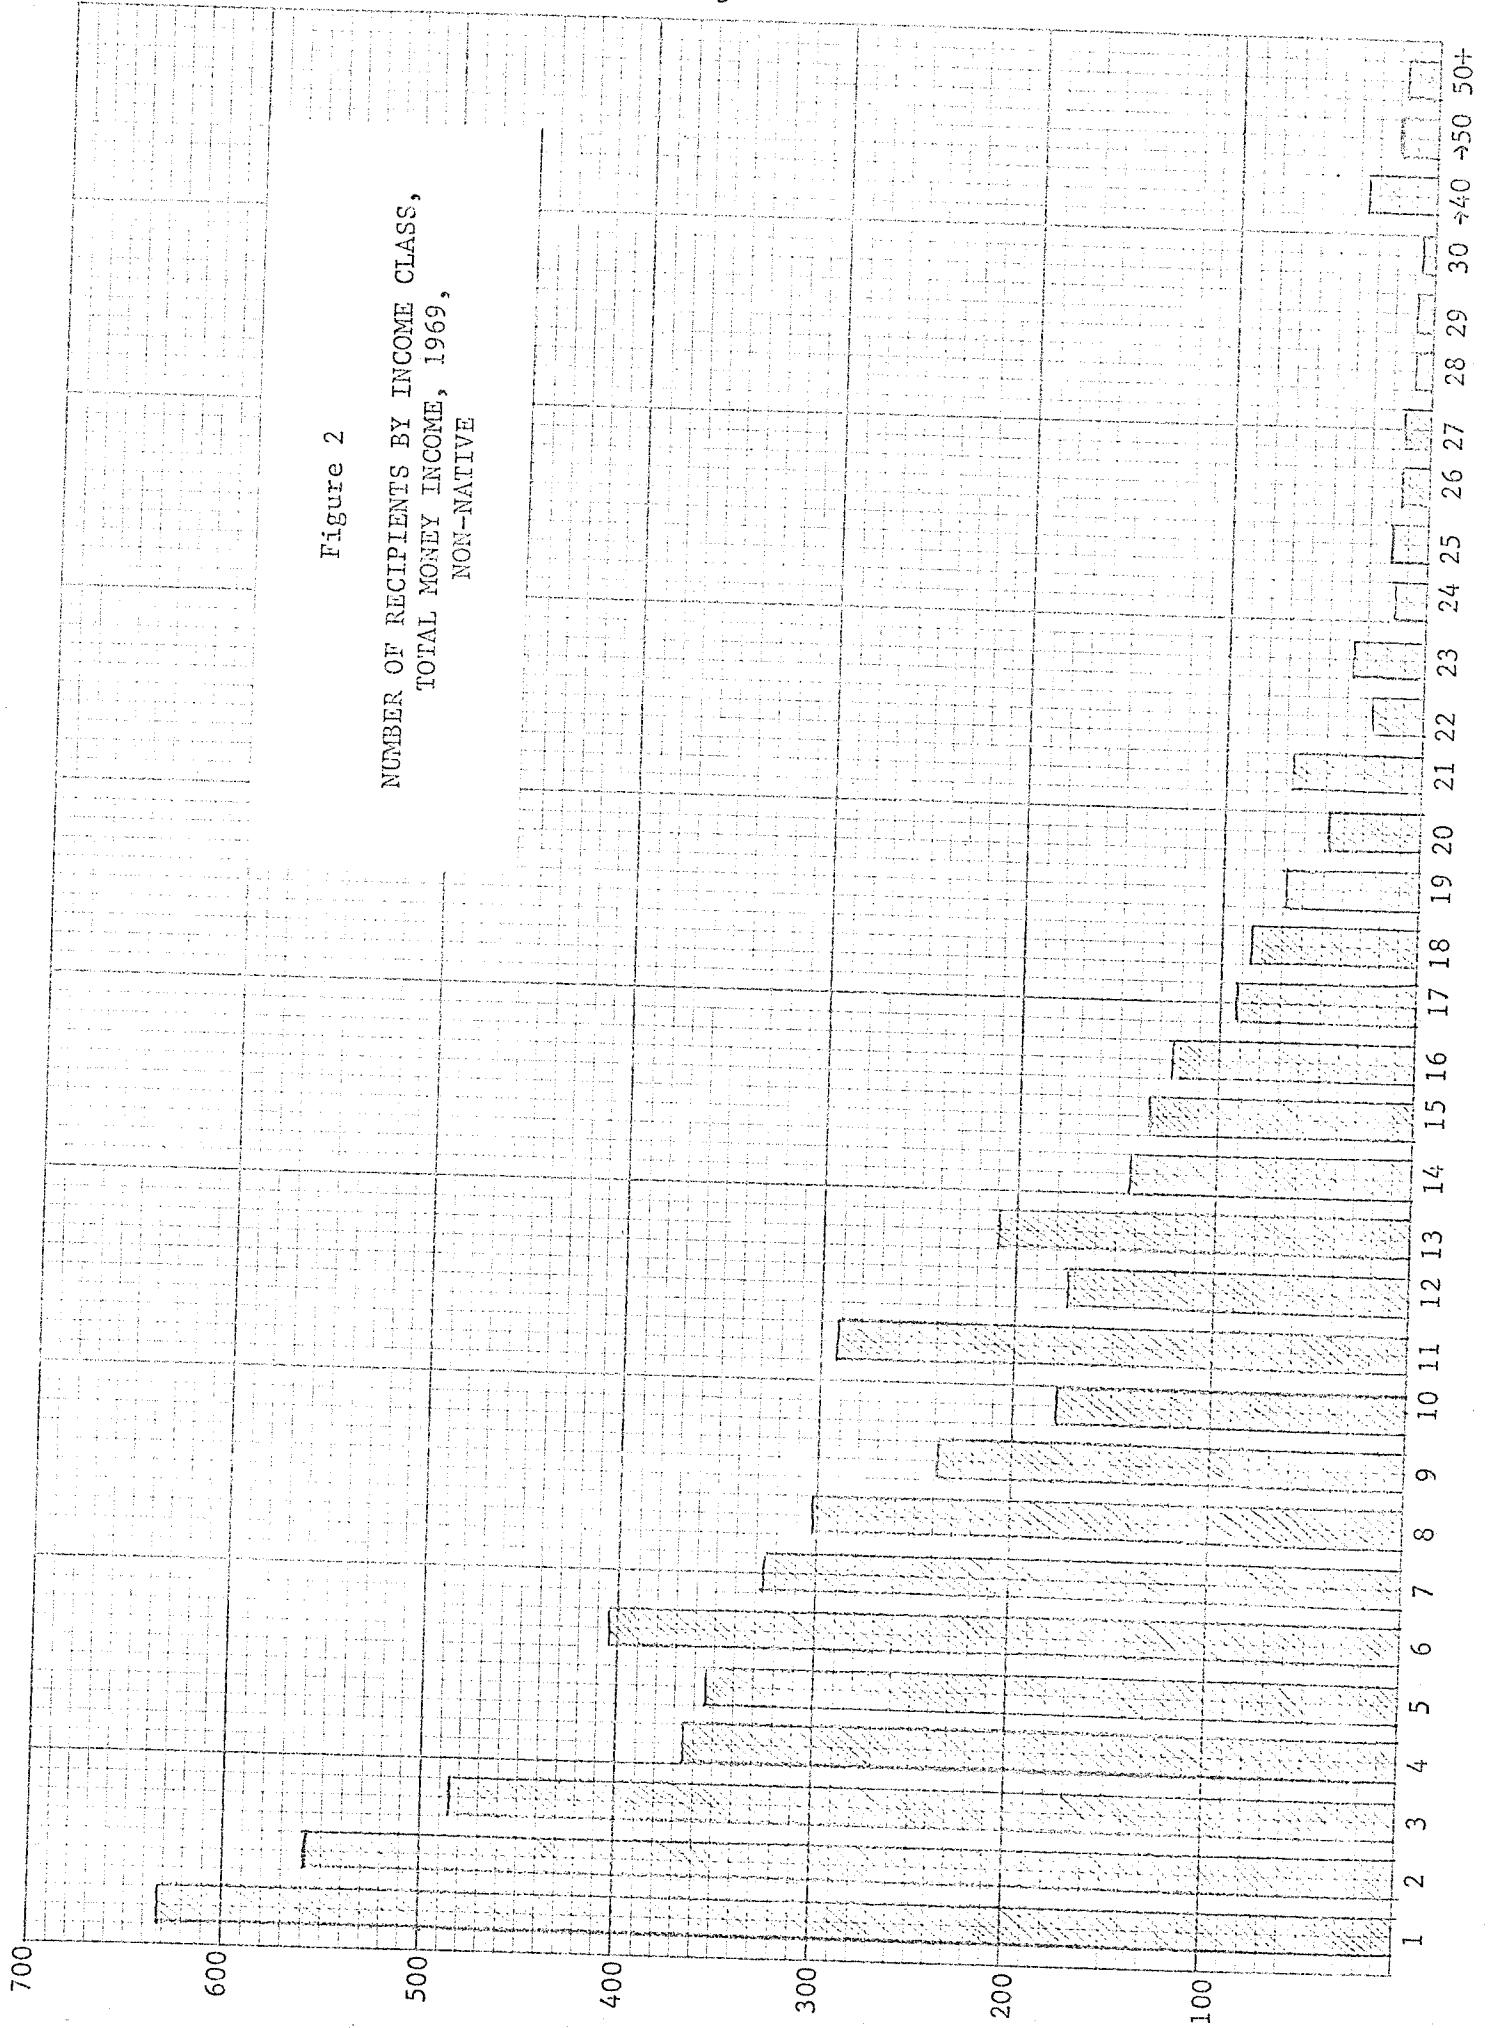 Figure 2
NUMBER OF RECIPIENTS BY INCOME CLASS,
TOTAL MONEY INCOME, 1969,
NON-NATIVE
700
600
500
400
300
200
100
1 2 3 4 5 6 7 8 9 10 11 12 13 14 15 16 17 18 19 20 21 22 23 24 25 26 27 28 29 30 →40 →50 50+